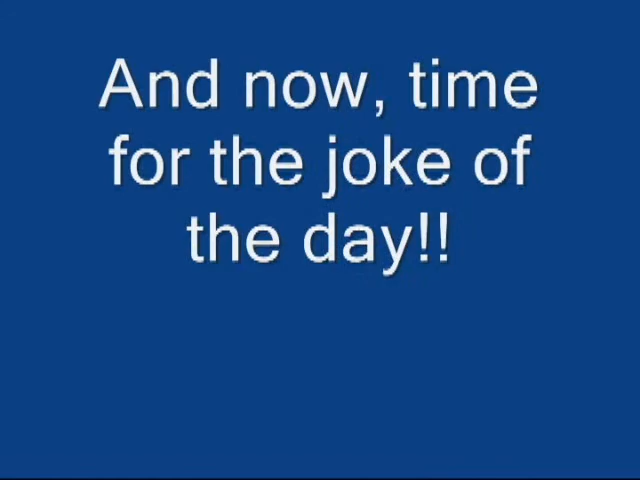 And now, time
for the joke of
the day!!